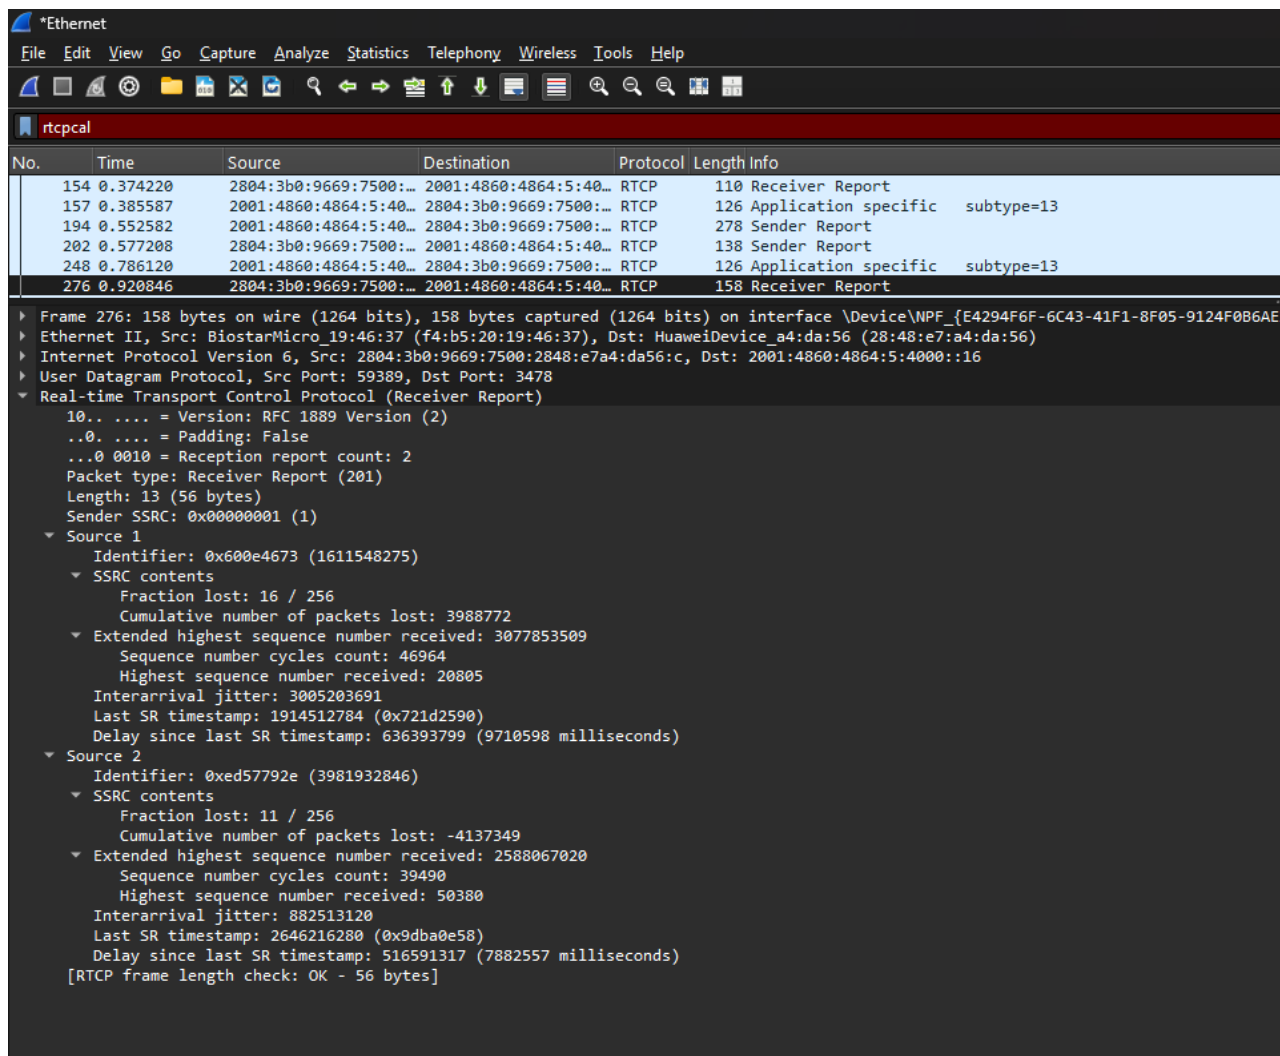 *Ethernet
File Edit View Go Capture Analyze Statistics Telephony Wireless Tools Help
rtcpcal
No. Time Source Destination Protocol Length Info
154 0.374220 2804:3b0:9669:7500:… 2001:4860:4864:5:40… RTCP 110 Receiver Report
157 0.385587 2001:4860:4864:5:40… 2804:3b0:9669:7500:… RTCP 126 Application specific subtype=13
194 0.552582 2001:4860:4864:5:40… 2804:3b0:9669:7500:… RTCP 278 Sender Report
202 0.577208 2804:3b0:9669:7500:… 2001:4860:4864:5:40… RTCP 138 Sender Report
248 0.786120 2001:4860:4864:5:40… 2804:3b0:9669:7500:… RTCP 126 Application specific subtype=13
276 0.920846 2804:3b0:9669:7500:… 2001:4860:4864:5:40… RTCP 158 Receiver Report
Frame 276: 158 bytes on wire (1264 bits), 158 bytes captured (1264 bits) on interface \Device\NPF_{E4294F6F-6C43-41F1-8F05-9124F0B6AE
Ethernet II, Src: BiostarMicro_19:46:37 (f4:b5:20:19:46:37), Dst: HuaweiDevice_a4:da:56 (28:48:e7:a4:da:56)
Internet Protocol Version 6, Src: 2804:3b0:9669:7500:2848:e7a4:da56:c, Dst: 2001:4860:4864:5:4000::16
User Datagram Protocol, Src Port: 59389, Dst Port: 3478
Real-time Transport Control Protocol (Receiver Report)
10.. .... = Version: RFC 1889 Version (2)
..0. .... = Padding: False
...0 0010 = Reception report count: 2
Packet type: Receiver Report (201)
Length: 13 (56 bytes)
Sender SSRC: 0x00000001 (1)
Source 1
Identifier: 0x600e4673 (1611548275)
SSRC contents
Fraction lost: 16 / 256
Cumulative number of packets lost: 3988772
Extended highest sequence number received: 3077853509
Sequence number cycles count: 46964
Highest sequence number received: 20805
Interarrival jitter: 3005203691
Last SR timestamp: 1914512784 (0x721d2590)
Delay since last SR timestamp: 636393799 (9710598 milliseconds)
Source 2
Identifier: 0xed57792e (3981932846)
SSRC contents
Fraction lost: 11 / 256
Cumulative number of packets lost: -4137349
Extended highest sequence number received: 2588067020
Sequence number cycles count: 39490
Highest sequence number received: 50380
Interarrival jitter: 882513120
Last SR timestamp: 2646216280 (0x9dba0e58)
Delay since last SR timestamp: 516591317 (7882557 milliseconds)
[RTCP frame length check: OK - 56 bytes]